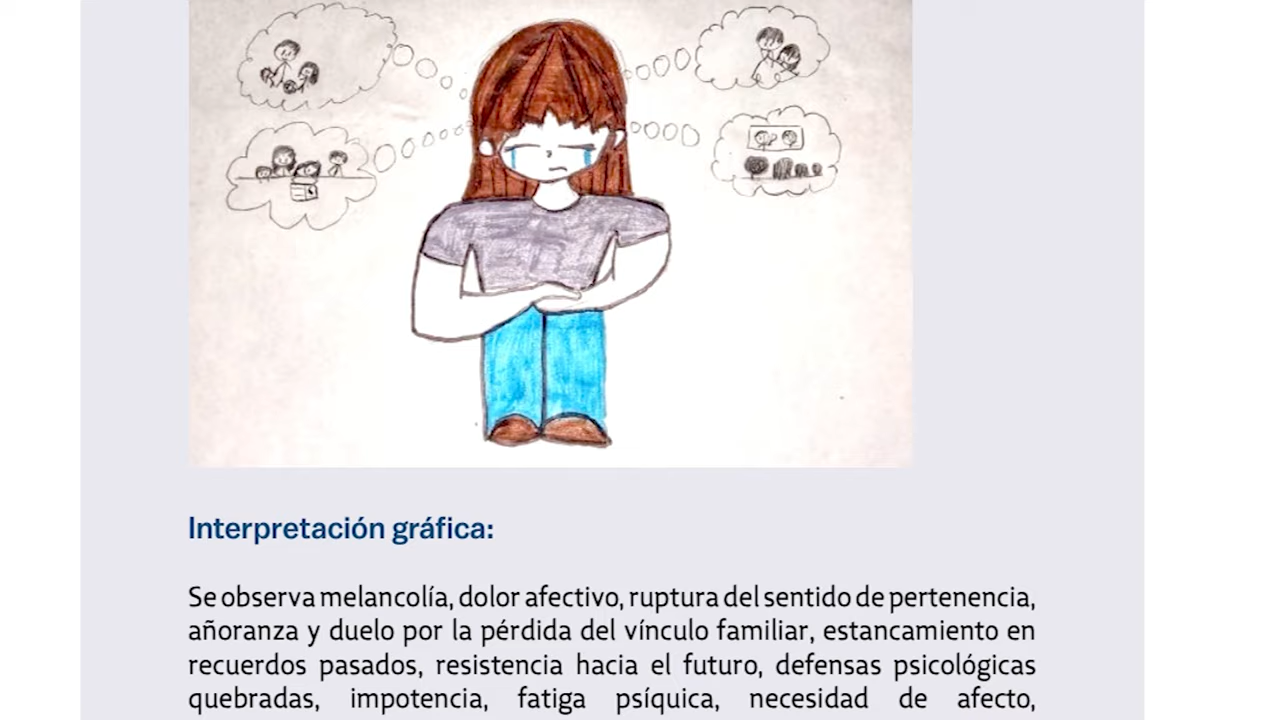 Interpretación gráfica:
Se observa melancolía, dolor afectivo, ruptura del sentido de pertenencia,
añoranza y duelo por la pérdida del vínculo familiar, estancamiento en
recuerdos pasados, resistencia hacia el futuro, defensas psicológicas
quebradas, impotencia, fatiga psíquica, necesidad de afecto,